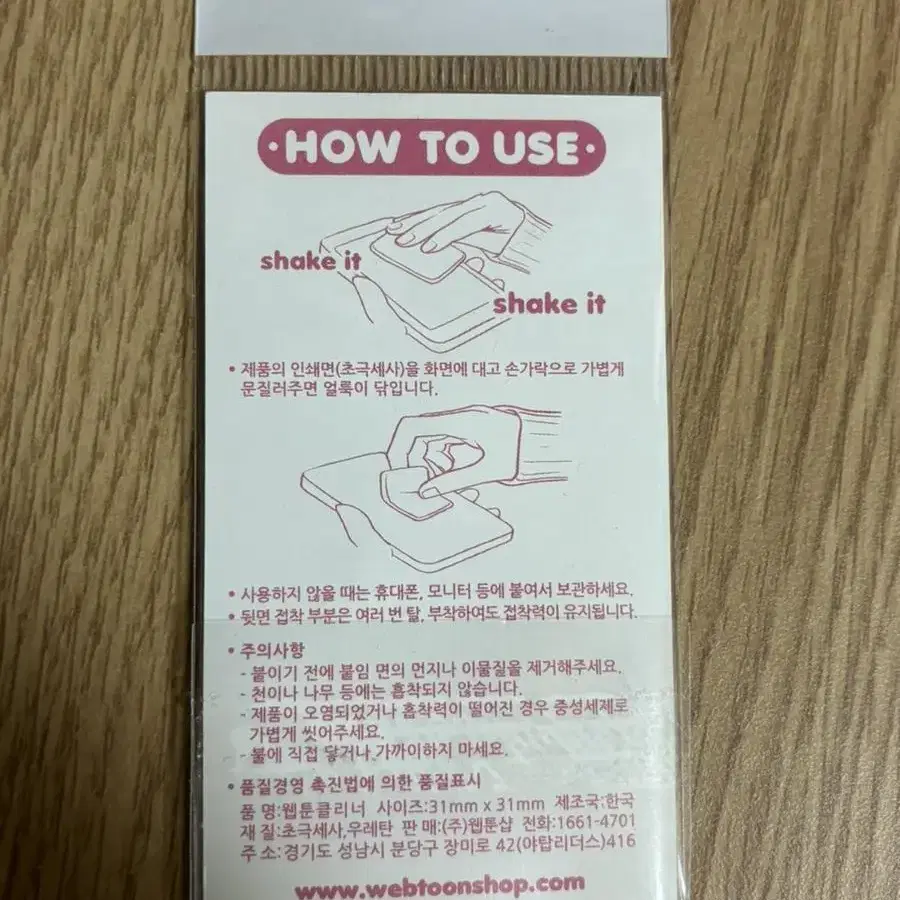 ·HOW TO USE·
shake it
shake it
• 제품의 인쇄면(초극세사)을 화면에 대고 손가락으로 가볍게
문질러주면 얼룩이 닦입니다.
• 사용하지 않을 때는 휴대폰, 모니터 등에 붙여서 보관하세요.
• 뒷면 접착 부분은 여러 번 탈, 부착하여도 접착력이 유지됩니다.
• 주의사항
- 붙이기 전에 붙임 면의 먼지나 이물질을 제거해주세요.
- 천이나 나무 등에는 흡착되지 않습니다.
- 제품이 오염되었거나 흡착력이 떨어진 경우 중성세제로
가볍게 씻어주세요.
- 불에 직접 닿거나 가까이하지 마세요.
• 품질경영 촉진법에 의한 품질표시
품 명:웹툰클리너 사이즈:31mm x 31mm 제조국:한국
재 질:초극세사,우레탄 판 매:(주)웹툰샵 전화:1661-4701
주 소:경기도 성남시 분당구 장미로 42(야탑리더스)416
www.webtoonshop.com